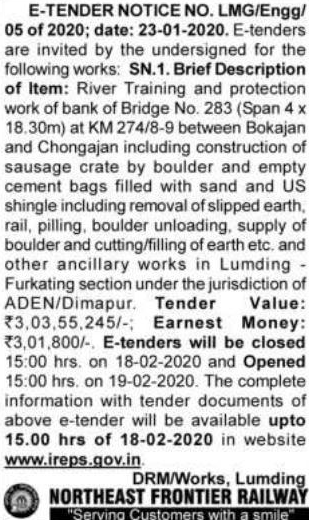 E-TENDER NOTICE NO. LMG/Engg/
05 of 2020; date: 23-01-2020. E-tenders
are invited by the undersigned for the
following works: SN.1. Brief Description
of Item: River Training and protection
work of bank of Bridge No. 283 (Span 4 x
18.30m) at KM 274/8-9 between Bokajan
and Chongajan including construction of
sausage crate by boulder and empty
cement bags filled with sand and US
shingle including removal of slipped earth,
rail, pilling, boulder unloading, supply of
boulder and cutting/filling of earth etc. and
other ancillary works in Lumding -
Furkating section under the jurisdiction of
ADEN/Dimapur. Tender Value:
₹3,03,55,245/-; Earnest Money:
₹3,01,800/-. E-tenders will be closed
15:00 hrs. on 18-02-2020 and Opened
15:00 hrs. on 19-02-2020. The complete
information with tender documents of
above e-tender will be available upto
15.00 hrs of 18-02-2020 in website
www.ireps.gov.in.
DRM/Works, Lumding
NORTHEAST FRONTIER RAILWAY
"Serving Customers with a smile"